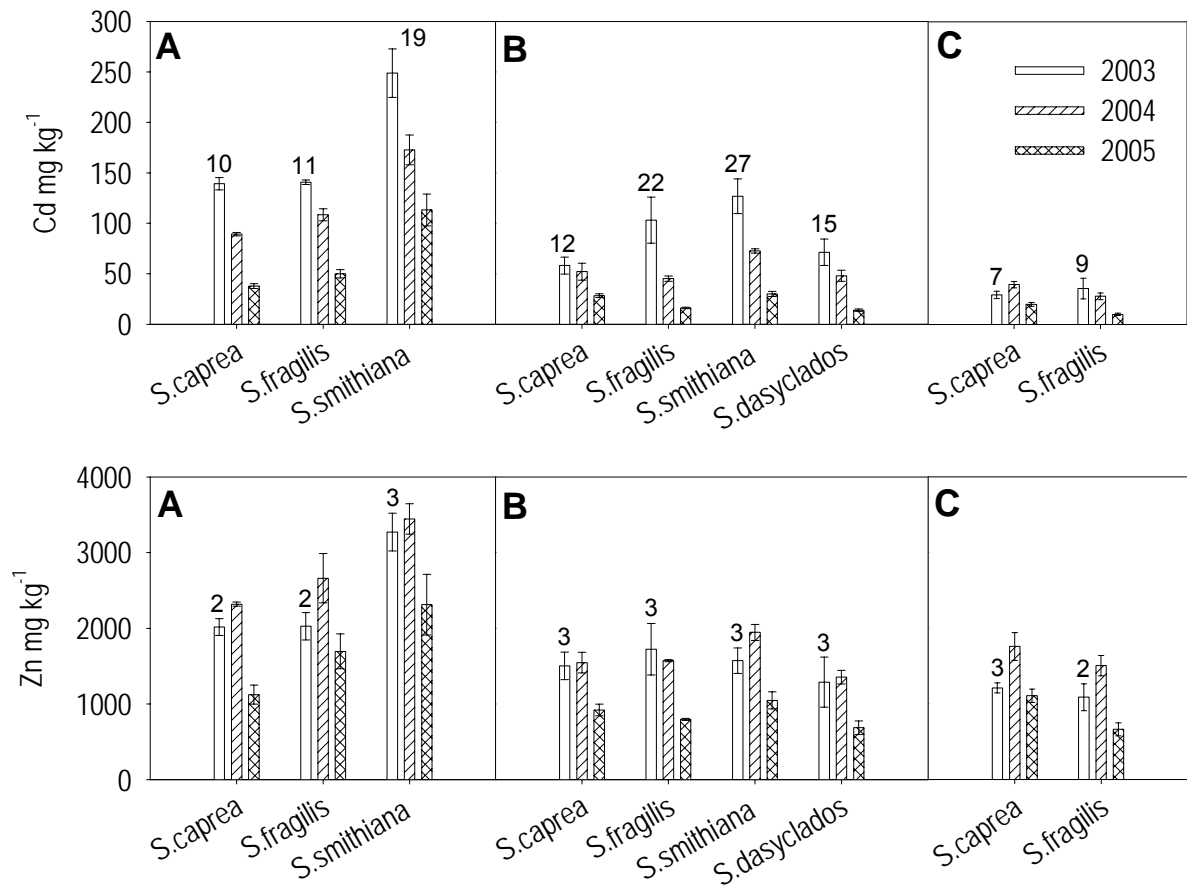 300
250
200
150
100
50
0
Cd mg kg-1
A
B
C
10
11
19
12
22
27
15
7
9
2003
2004
2005
S.caprea
S.fragilis
S.smithiana
S.caprea
S.fragilis
S.smithiana
S.dasyclados
S.caprea
S.fragilis
4000
3000
2000
1000
0
Zn mg kg-1
A
B
C
2
2
3
3
3
3
3
3
2
S.caprea
S.fragilis
S.smithiana
S.caprea
S.fragilis
S.smithiana
S.dasyclados
S.caprea
S.fragilis